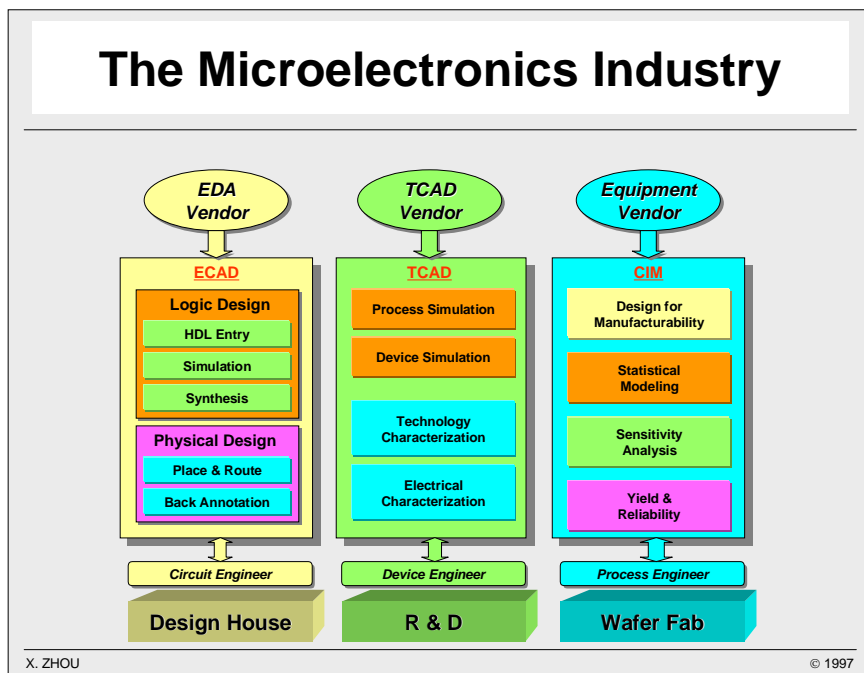 The Microelectronics Industry
EDA
Vendor
TCAD
Vendor
Equipment
Vendor
ECAD
Logic Design
HDL Entry
Simulation
Synthesis
Physical Design
Place & Route
Back Annotation
TCAD
Process Simulation
Device Simulation
Technology
Characterization
Electrical
Characterization
CIM
Design for
Manufacturability
Statistical
Modeling
Sensitivity
Analysis
Yield &
Reliability
Circuit Engineer
Device Engineer
Process Engineer
Design House
R & D
Wafer Fab
X. ZHOU
© 1997